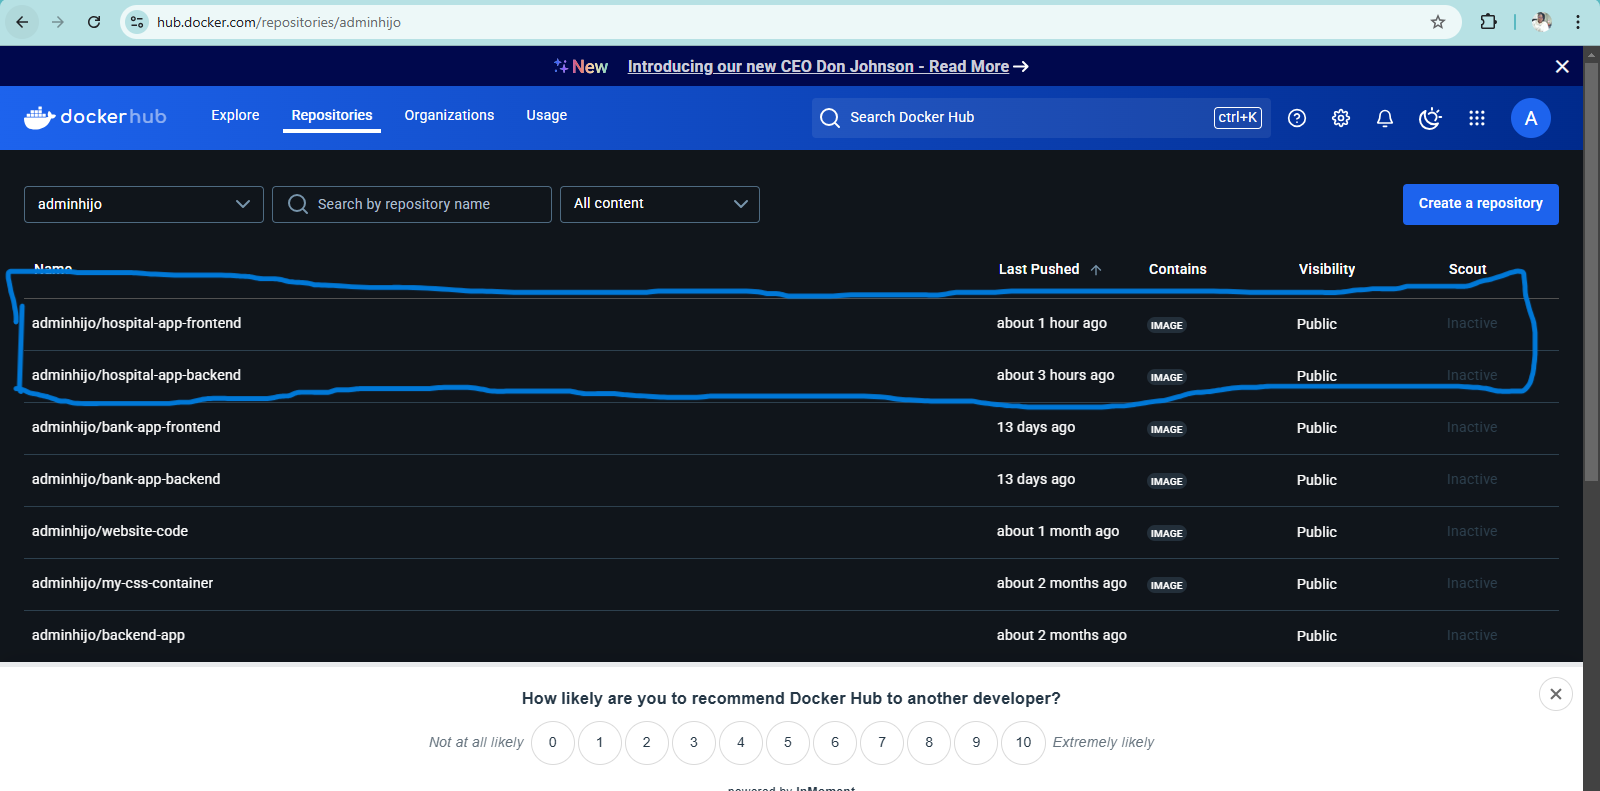 hub.docker.com/repositories/adminhijo
New Introducing our new CEO Don Johnson - Read More →
docker hub Explore Repositories Organizations Usage Search Docker Hub ctrl+K A
adminhijo Search by repository name All content Create a repository
Name Last Pushed Contains Visibility Scout
adminhijo/hospital-app-frontend about 1 hour ago IMAGE Public Inactive
adminhijo/hospital-app-backend about 3 hours ago IMAGE Public Inactive
adminhijo/bank-app-frontend 13 days ago IMAGE Public Inactive
adminhijo/bank-app-backend 13 days ago IMAGE Public Inactive
adminhijo/website-code about 1 month ago IMAGE Public Inactive
adminhijo/my-css-container about 2 months ago IMAGE Public Inactive
adminhijo/backend-app about 2 months ago Public Inactive
How likely are you to recommend Docker Hub to another developer?
Not at all likely 0 1 2 3 4 5 6 7 8 9 10 Extremely likely
powered by InMoment